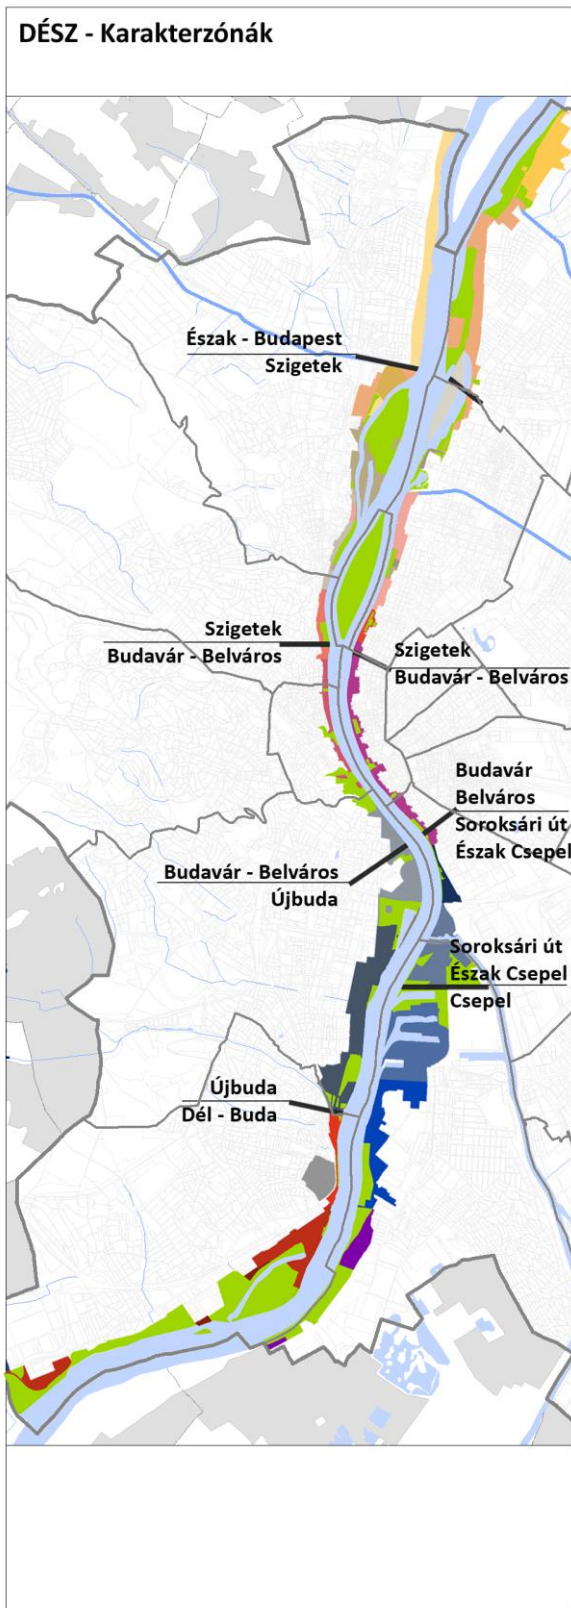 DÉSZ - Karakterzónák
Észak - Budapest
Szigetek
Szigetek
Budavár - Belváros
Szigetek
Budavár - Belváros
Budavár
Belváros
Soroksári út
Észak Csepel
Budavár - Belváros
Újbuda
Soroksári út
Észak Csepel
Csepel
Újbuda
Dél - Buda